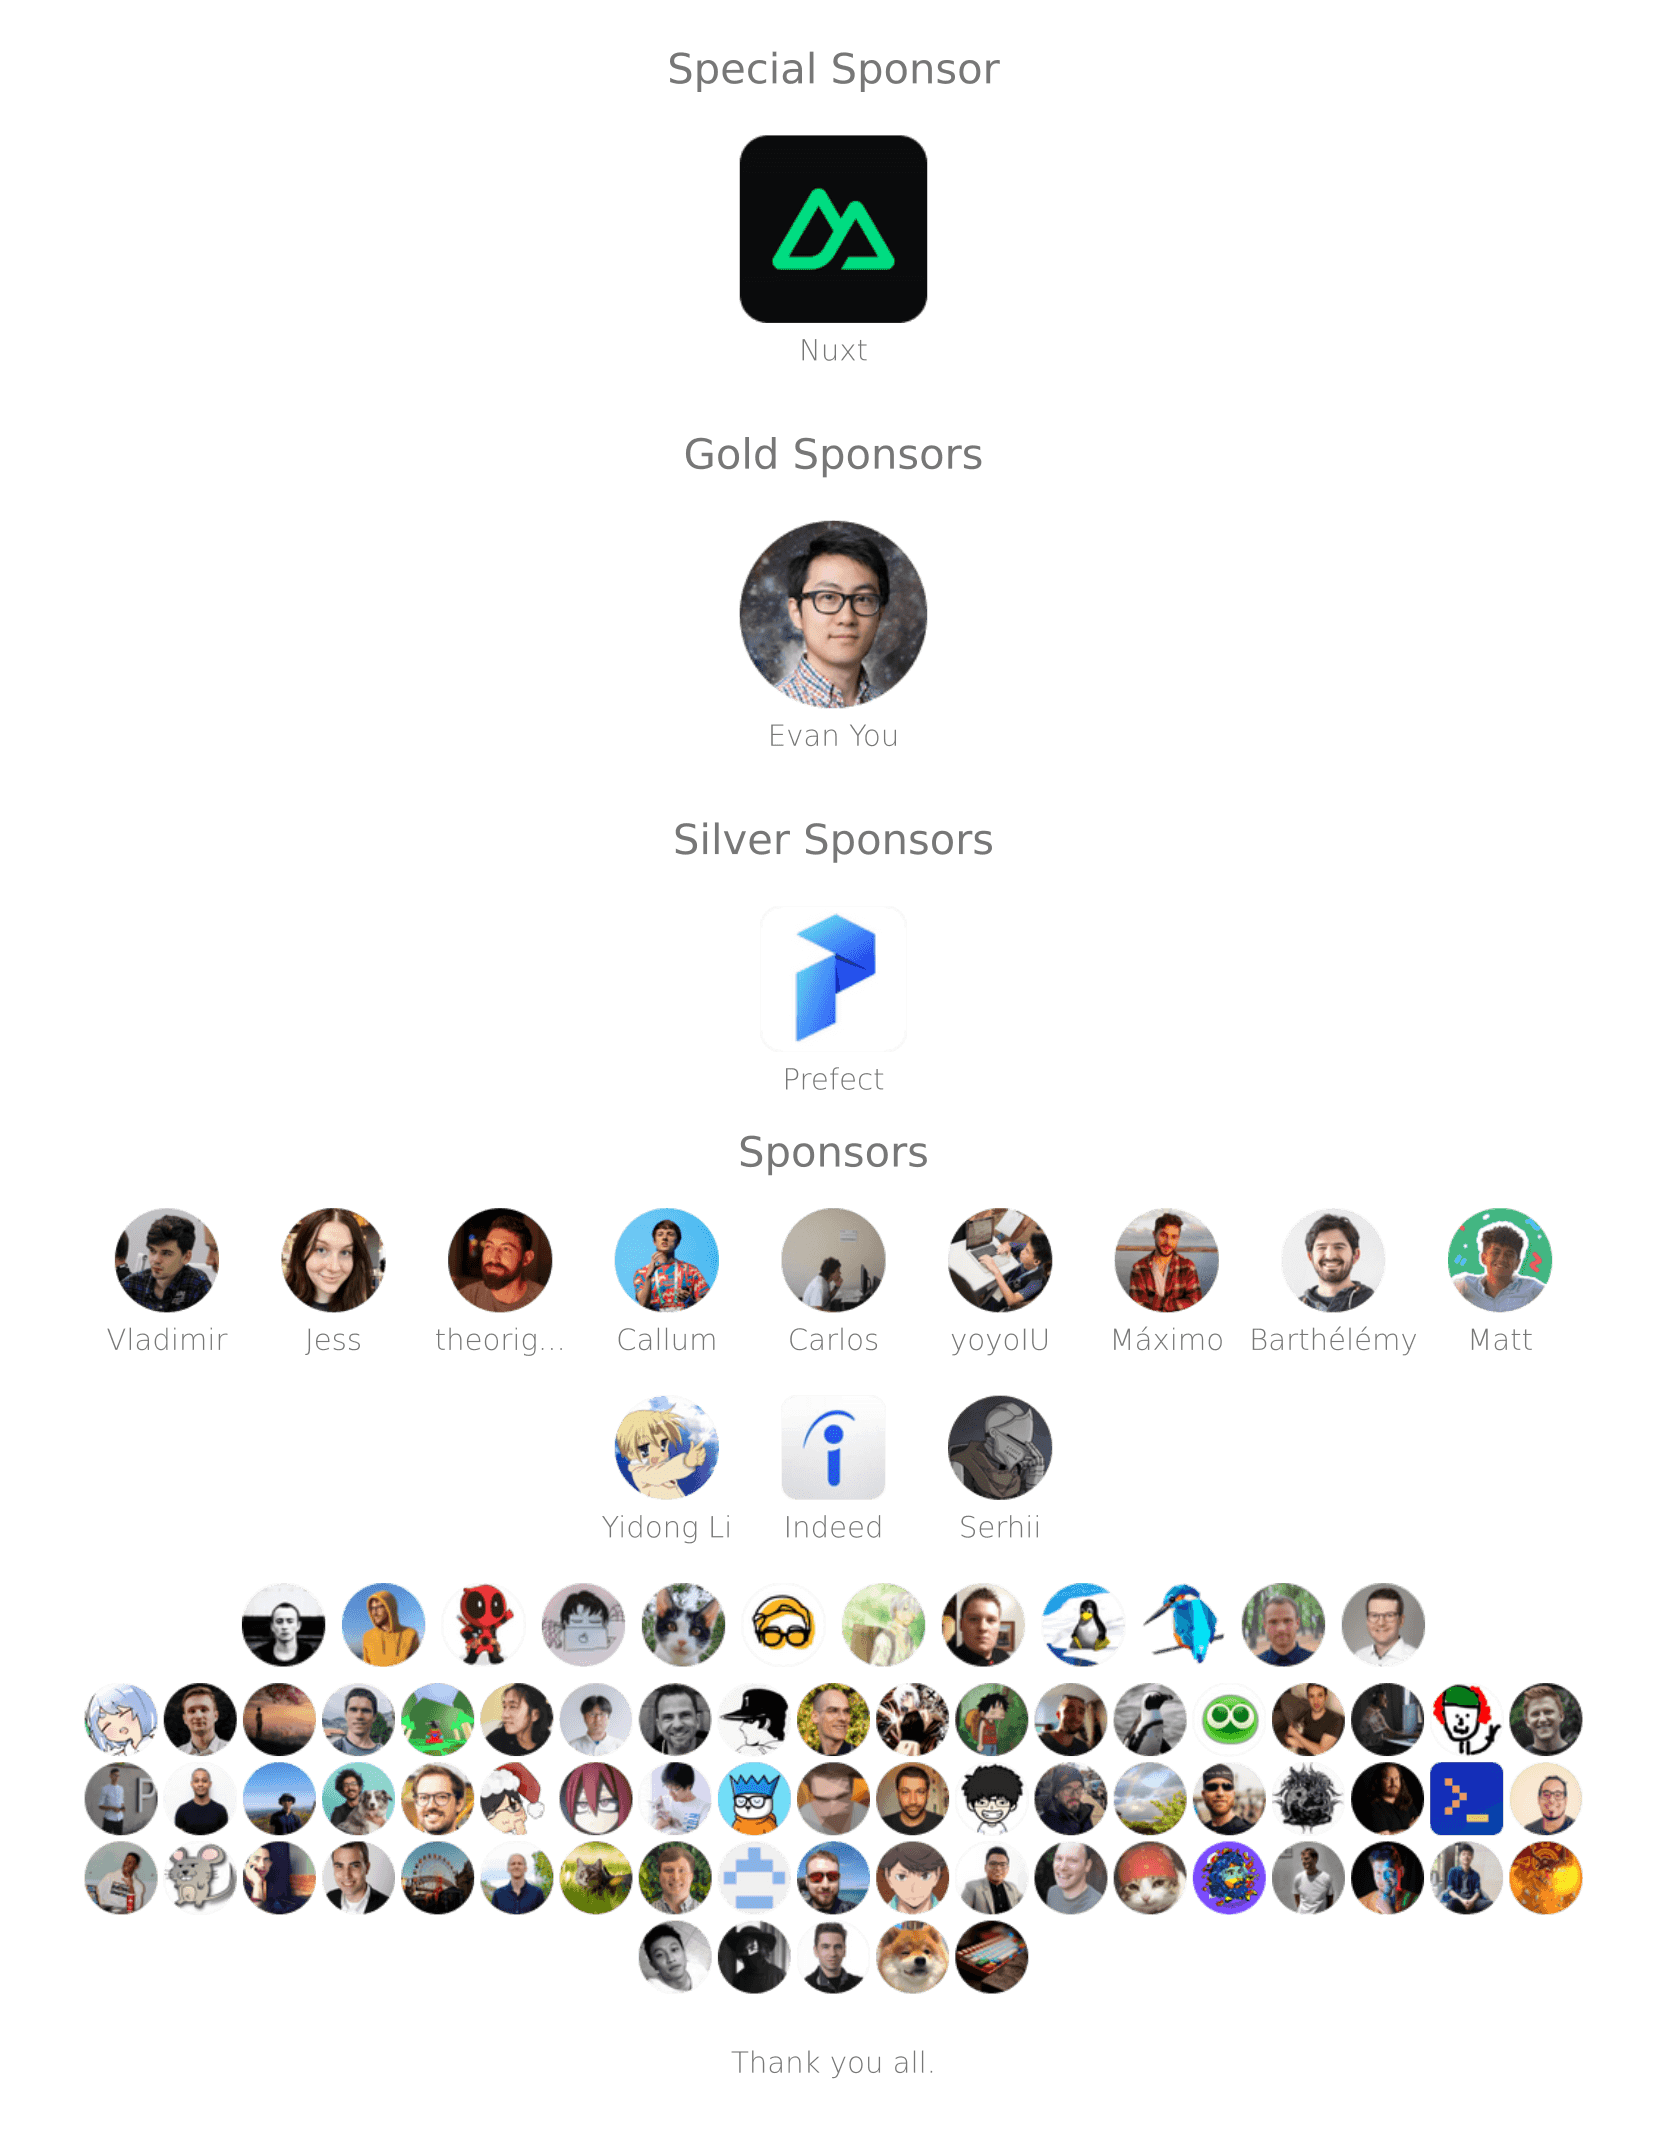 Special Sponsor
Nuxt
Gold Sponsors
Evan You
Silver Sponsors
Prefect
Sponsors
Vladimir Jess theorig... Callum Carlos yoyoIU Máximo Barthélémy Matt
Yidong Li Indeed Serhii
Thank you all.